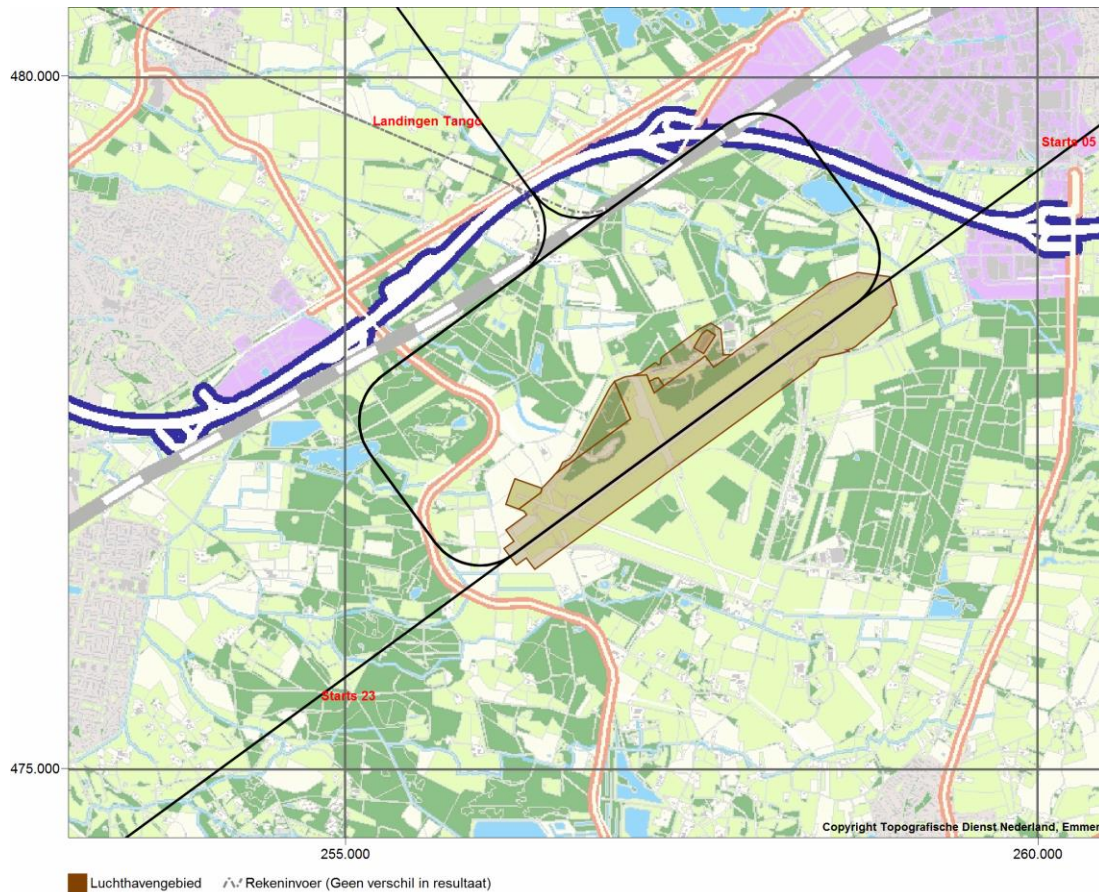 480.000
Landingen Tango
Starts 05
Starts 23
475.000
Copyright Topografische Dienst Nederland, Emmen
255.000
260.000
Luchthavengebied
Rekeninvoer (Geen verschil in resultaat)